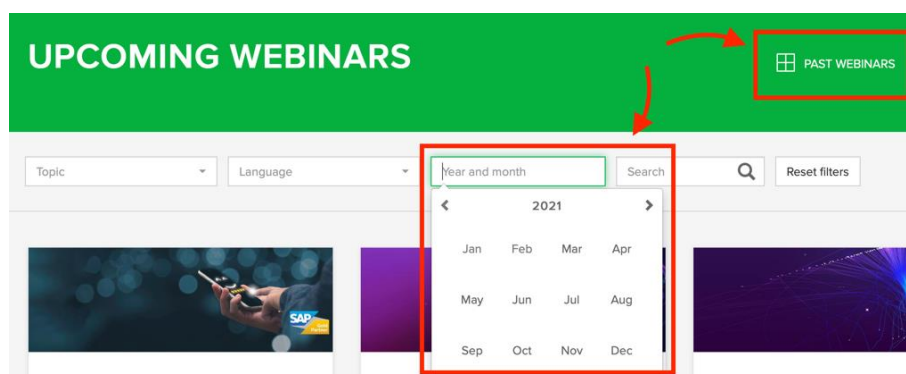 UPCOMING WEBINARS
PAST WEBINARS
Topic
Language
Year and month
Search
Reset filters
2021
Jan Feb Mar Apr
May Jun Jul Aug
Sep Oct Nov Dec
SAP